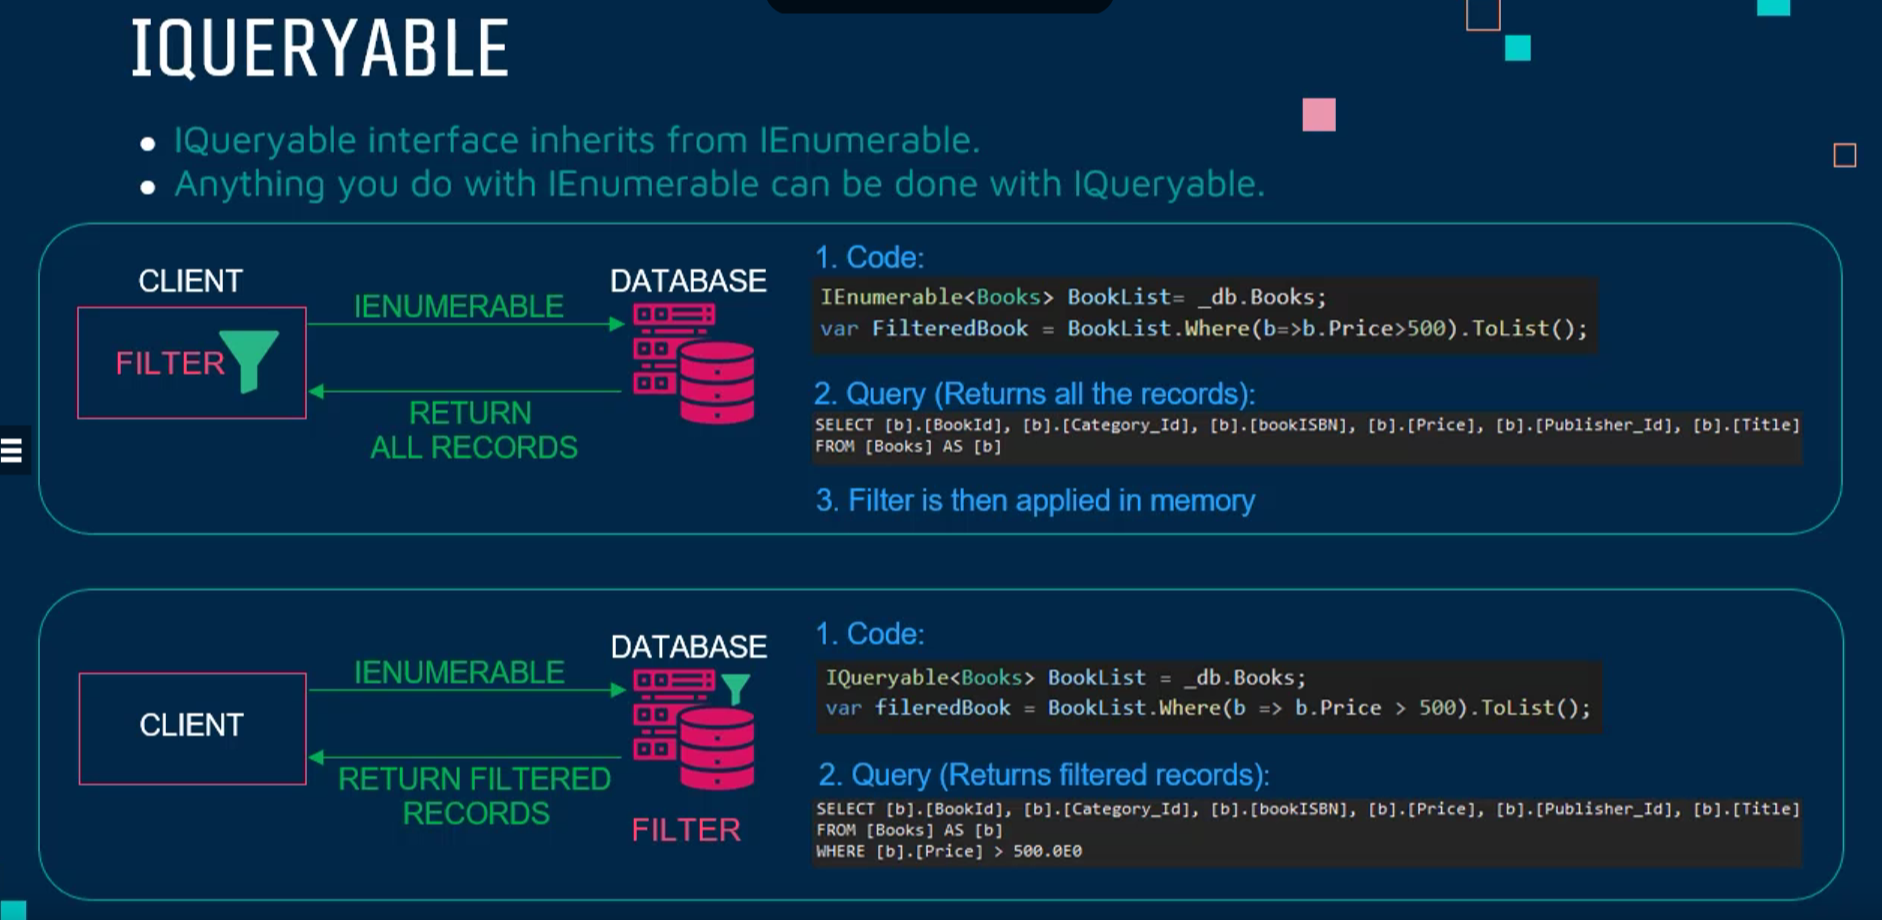 IQUERYABLE
IQueryable interface inherits from IEnumerable.
Anything you do with IEnumerable can be done with IQueryable.
CLIENT
FILTER
IENUMERABLE
RETURN
ALL RECORDS
DATABASE
1. Code:
IEnumerable<Books> BookList= _db.Books;
var FilteredBook = BookList.Where(b=>b.Price>500).ToList();
2. Query (Returns all the records):
SELECT [b].[BookId], [b].[Category_Id], [b].[bookISBN], [b].[Price], [b].[Publisher_Id], [b].[Title]
FROM [Books] AS [b]
3. Filter is then applied in memory
CLIENT
IENUMERABLE
RETURN FILTERED
RECORDS
DATABASE
FILTER
1. Code:
IQueryable<Books> BookList = _db.Books;
var fileredBook = BookList.Where(b => b.Price > 500).ToList();
2. Query (Returns filtered records):
SELECT [b].[BookId], [b].[Category_Id], [b].[bookISBN], [b].[Price], [b].[Publisher_Id], [b].[Title]
FROM [Books] AS [b]
WHERE [b].[Price] > 500.0E0